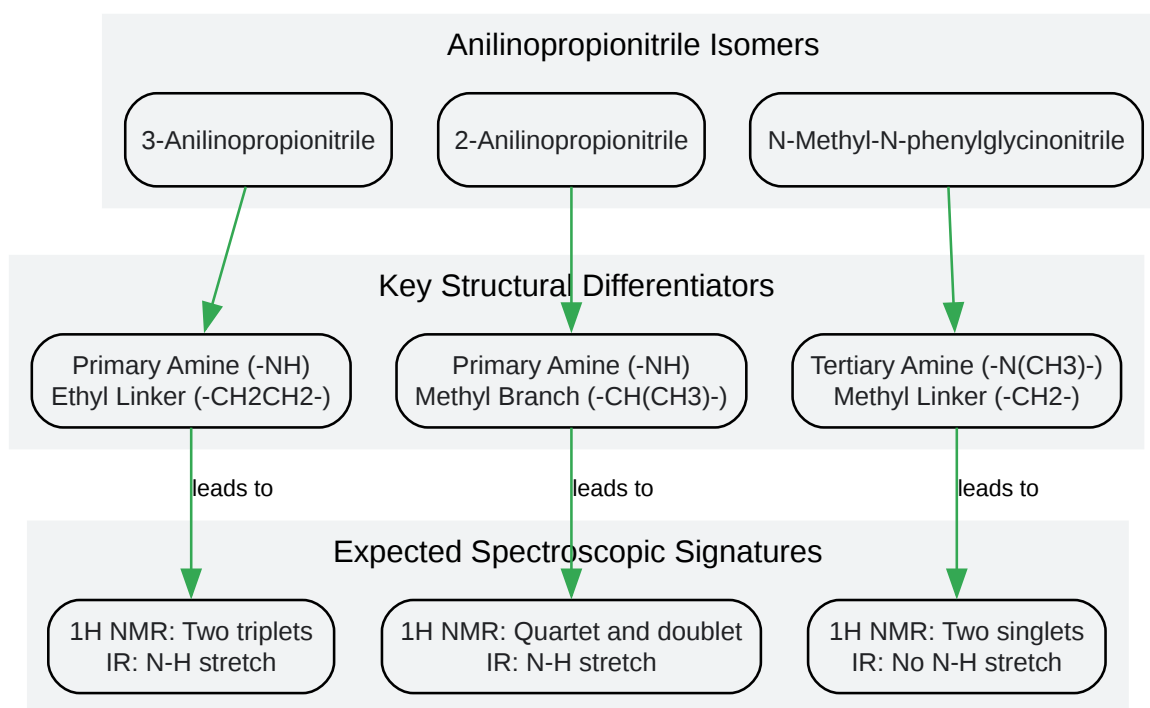 Anilinopropionitrile Isomers
3-Anilinopropionitrile
2-Anilinopropionitrile
N-Methyl-N-phenylglycinonitrile
Key Structural Differentiators
Primary Amine (-NH)
Ethyl Linker (-CH2CH2-)
Primary Amine (-NH)
Methyl Branch (-CH(CH3)-)
Tertiary Amine (-N(CH3)-)
Methyl Linker (-CH2-)
leads to
leads to
leads to
Expected Spectroscopic Signatures
1H NMR: Two triplets
IR: N-H stretch
1H NMR: Quartet and doublet
IR: N-H stretch
1H NMR: Two singlets
IR: No N-H stretch